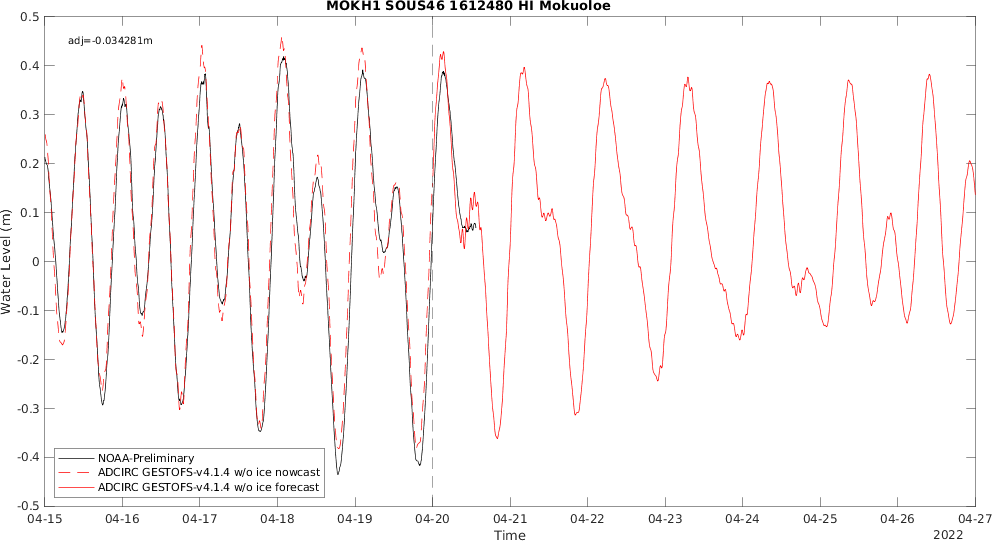 MOKH1 SOUS46 1612480 HI Mokuoloe
adj=-0.034281m
Water Level (m)
0.5
0.4
0.3
0.2
0.1
0
-0.1
-0.2
-0.3
-0.4
-0.5
NOAA-Preliminary
ADCIRC GESTOFS-v4.1.4 w/o ice nowcast
ADCIRC GESTOFS-v4.1.4 w/o ice forecast
04-15 04-16 04-17 04-18 04-19 04-20 04-21 04-22 04-23 04-24 04-25 04-26 04-27
Time
2022